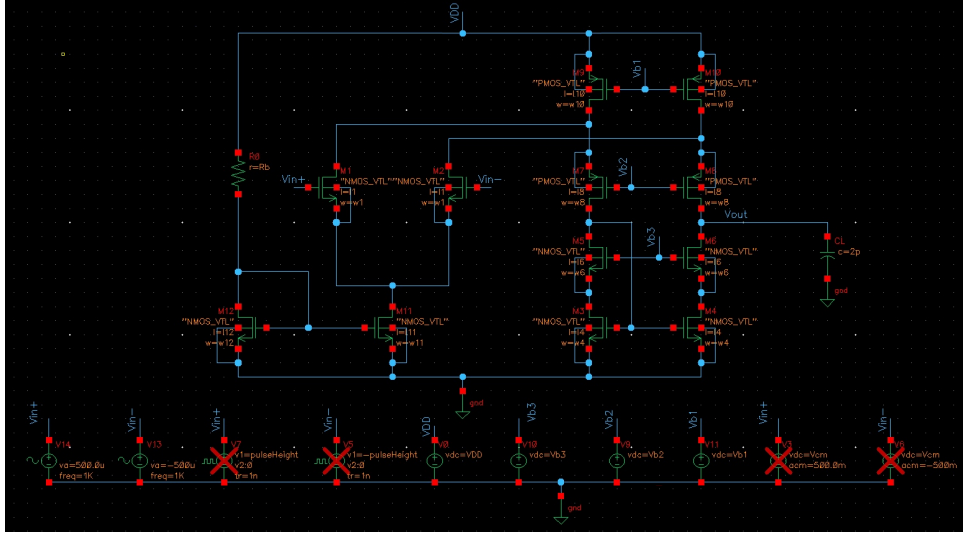 VDD
M9
"PMOS_VTL"
l=l10
w=w10
Vb1
M10
"PMOS_VTL"
l=l10
w=w10
R0
r=Rb
Vin+
M1
"NMOS_VTL"
l=l1
w=w1
M2
"NMOS_VTL"
l=l1
w=w1
Vin-
M7
"PMOS_VTL"
l=l8
w=w8
Vb2
M8
"PMOS_VTL"
l=l8
w=w8
Vout
M5
"NMOS_VTL"
l=l6
w=w6
Vb3
M6
"NMOS_VTL"
l=l6
w=w6
CL
c=2p
gnd
M12
"NMOS_VTL"
l=l12
w=w12
M11
"NMOS_VTL"
l=l11
w=w11
M3
"NMOS_VTL"
l=l4
w=w4
M4
"NMOS_VTL"
l=l4
w=w4
gnd
Vin+
V14
va=500.0u
freq=1K
Vin-
V13
va=-500u
freq=1K
Vin+
V7
v1=pulseHeight
v2:0
tr=1n
Vin-
V5
v1=-pulseHeight
v2:0
tr=1n
VDD
V0
vdc=VDD
Vb3
V10
vdc=Vb3
Vb2
V9
vdc=Vb2
Vb1
V11
vdc=Vb1
Vin+
V3
vdc=Vcm
acm=500.0m
Vin-
V6
vdc=Vcm
acm=-500m
gnd